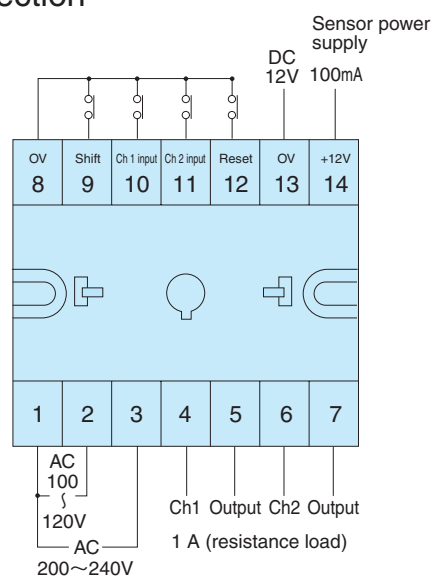 ection
Sensor power
supply
DC
12V 100mA
0V Shift Ch 1 input Ch 2 input Reset 0V +12V
8 9 10 11 12 13 14
1 2 3 4 5 6 7
AC
100
~
120V
AC
200~240V
Ch1 Output Ch2 Output
1 A (resistance load)